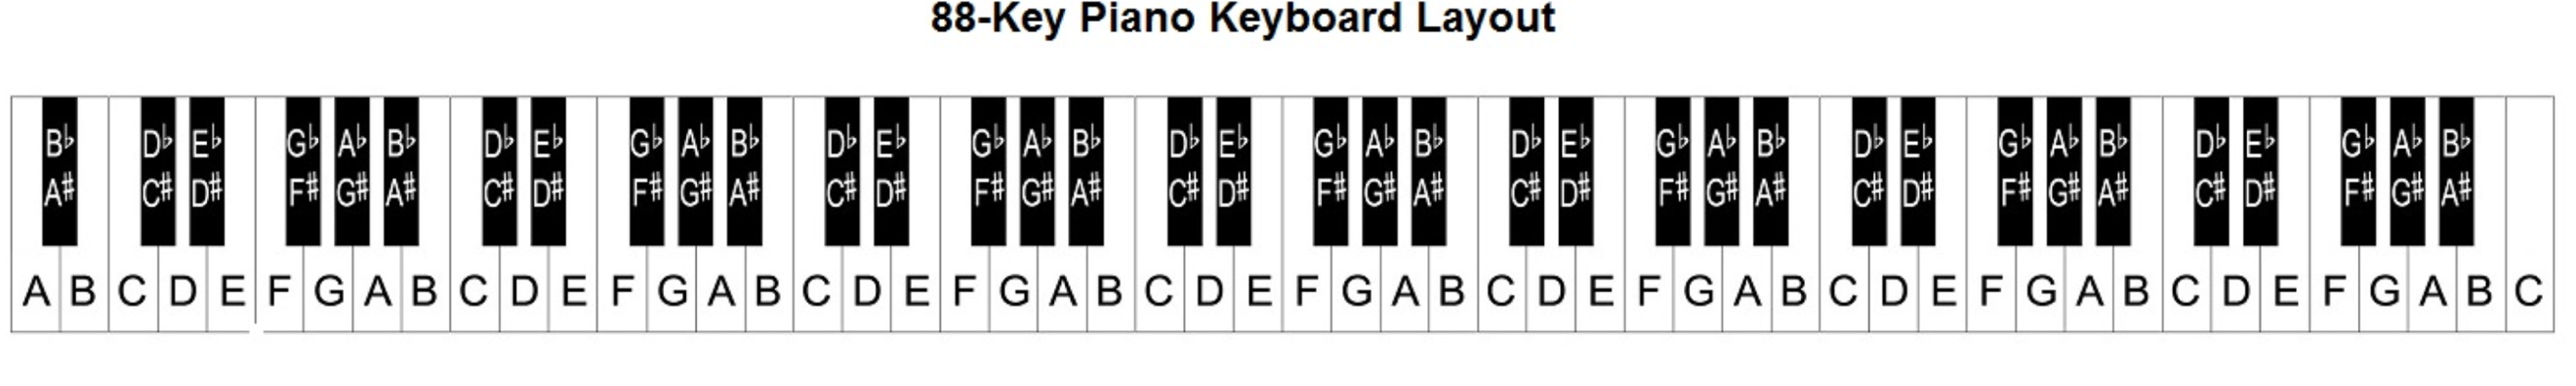 88-Key Piano Keyboard Layout
B♭ D♭ E♭ G♭ A♭ B♭ D♭ E♭ G♭ A♭ B♭ D♭ E♭ G♭ A♭ B♭ D♭ E♭ G♭ A♭ B♭ D♭ E♭ G♭ A♭ B♭ D♭ E♭ G♭ A♭ B♭ D♭ E♭ G♭ A♭ B♭
A# C# D# F# G# A# C# D# F# G# A# C# D# F# G# A# C# D# F# G# A# C# D# F# G# A# C# D# F# G# A# C# D# F# G# A#
A B C D E F G A B C D E F G A B C D E F G A B C D E F G A B C D E F G A B C D E F G A B C D E F G A B C